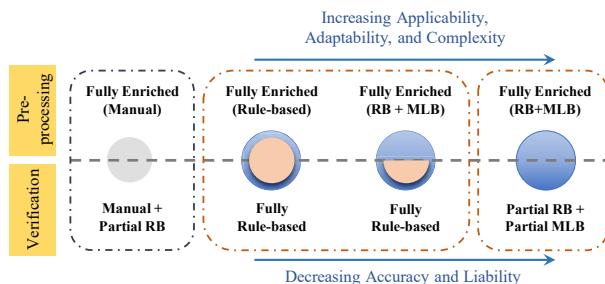 Increasing Applicability,
Adaptability, and Complexity
Pre-
processing
Fully Enriched
(Manual)
Fully Enriched
(Rule-based)
Fully Enriched
(RB + MLB)
Fully Enriched
(RB+MLB)
Verification
Manual +
Partial RB
Fully
Rule-based
Fully
Rule-based
Partial RB +
Partial MLB
Decreasing Accuracy and Liability